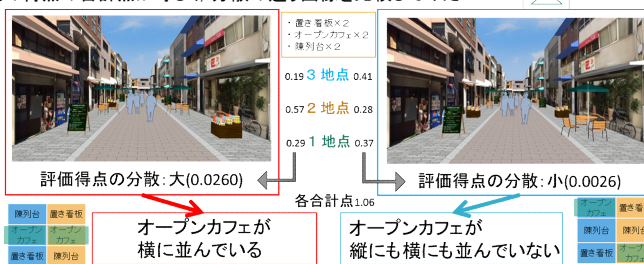 ・置き看板×2
・オープンカフェ×2
・陳列台×2
0.19 3 地点 0.41
0.57 2 地点 0.28
0.29 1 地点 0.37
評価得点の分散：大(0.0260)
評価得点の分散：小(0.0026)
各合計点1.06
陳列台 置き看板
オープンカフェ オープンカフェ
置き看板 陳列台
オープンカフェが
横に並んでいる
オープンカフェが
縦にも横にも並んでいない
オープンカフェ 置き看
陳列台 陳列
置き看板 オープ